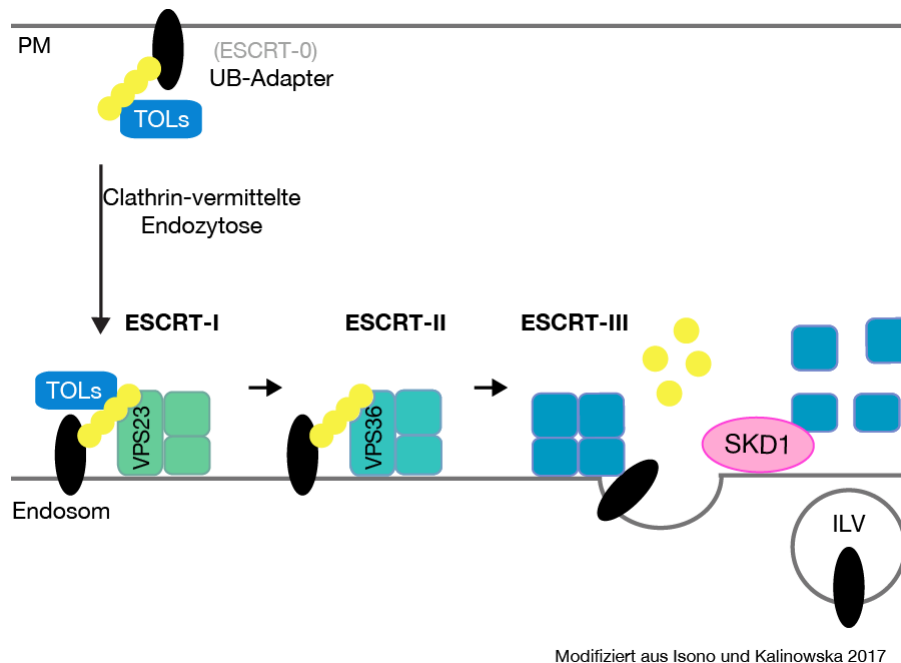 PM
(ESCRT-0)
UB-Adapter
TOLs
Clathrin-vermittelte
Endozytose
ESCRT-I
ESCRT-II
ESCRT-III
TOLs
VPS23
VPS36
SKD1
Endosom
ILV
Modifiziert aus Isono und Kalinowska 2017